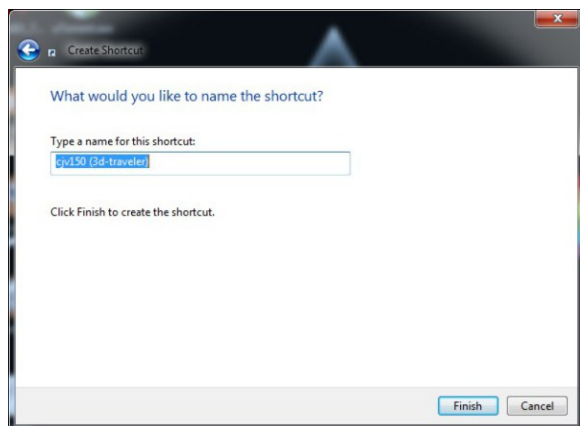 Create Shortcut
What would you like to name the shortcut?
Type a name for this shortcut:
cjv150 (3d-traveler)
Click Finish to create the shortcut.
Finish Cancel